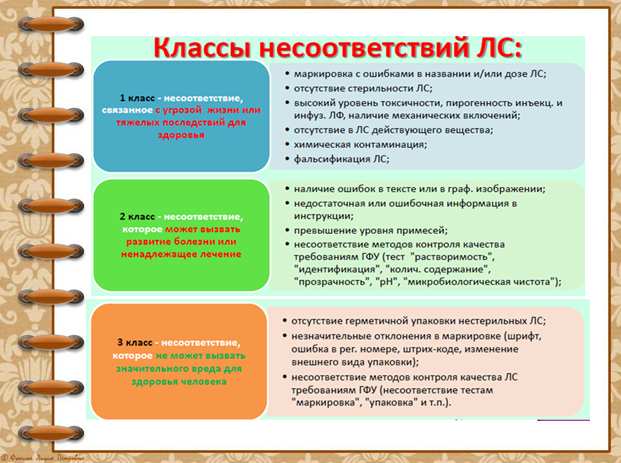 Классы несоответствий ЛС:
1 класс - несоответствие,
связанное с угрозой жизни или
тяжелых последствий для
здоровья
• маркировка с ошибками в названии и/или дозе ЛС;
• отсутствие стерильности ЛС;
• высокий уровень токсичности, пирогенность инъекц. и
инфуз. ЛФ, наличие механических включений;
• отсутствие в ЛС действующего вещества;
• химическая контаминация;
• фальсификация ЛС;
2 класс - несоответствие,
которое может вызвать
развитие болезни или
ненадлежащее лечение
• наличие ошибок в тексте или в граф. изображении;
• недостаточная или ошибочная информация в
инструкции;
• превышение уровня примесей;
• несоответствие методов контроля качества
требованиям ГФУ (тест "растворимость",
"идентификация", "колич. содержание",
"прозрачность", "рН", "микробиологическая чистота");
3 класс - несоответствие,
которое не может вызвать
значительного вреда для
здоровья человека
• отсутствие герметичной упаковки нестерильных ЛС;
• незначительные отклонения в маркировке (шрифт,
ошибка в рег. номере, штрих-коде, изменение
внешнего вида упаковки);
• несоответствие методов контроля качества ЛС
требованиям ГФУ (несоответствие тестам
"маркировка", "упаковка" и т.п.).